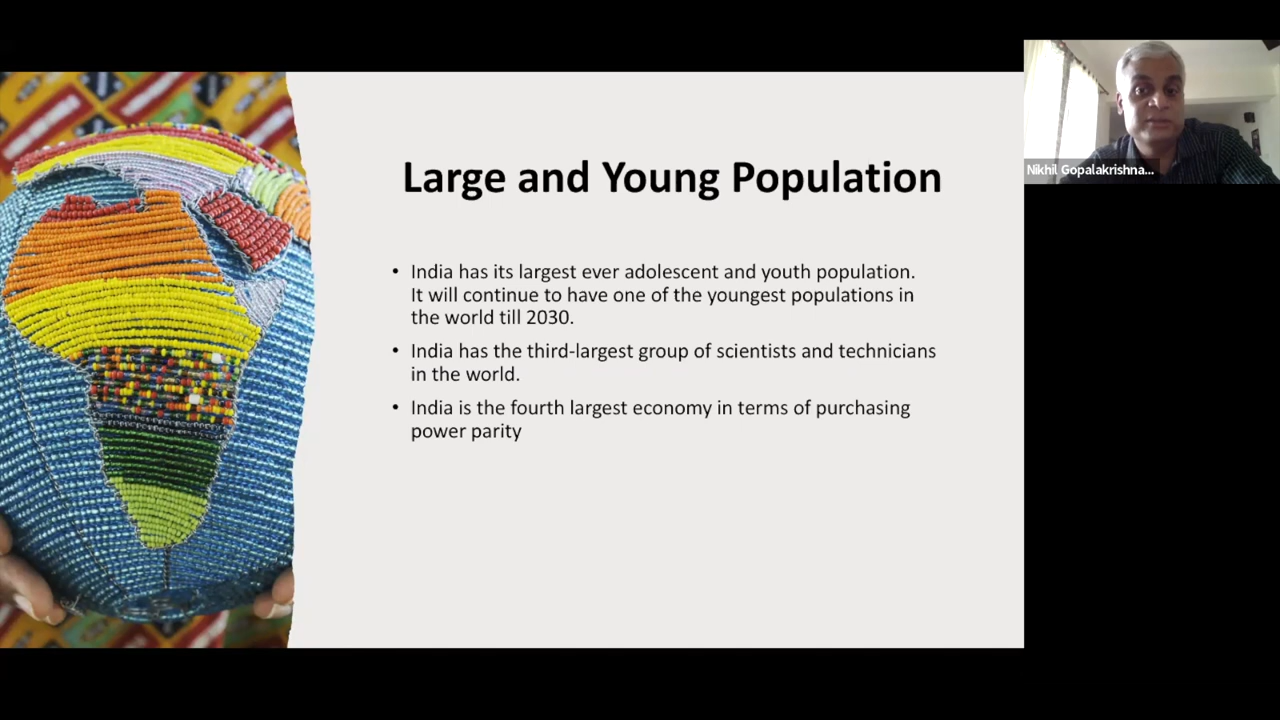 Large and Young Population
• India has its largest ever adolescent and youth population.
It will continue to have one of the youngest populations in
the world till 2030.
• India has the third-largest group of scientists and technicians
in the world.
• India is the fourth largest economy in terms of purchasing
power parity
Nikhil Gopalakrishna...